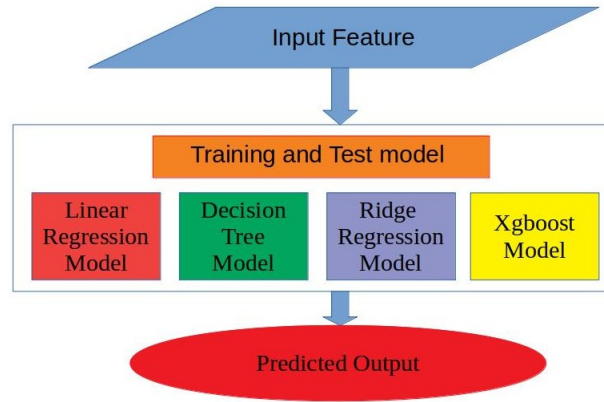 Input Feature
Training and Test model
Linear
Regression
Model
Decision
Tree
Model
Ridge
Regression
Model
Xgboost
Model
Predicted Output